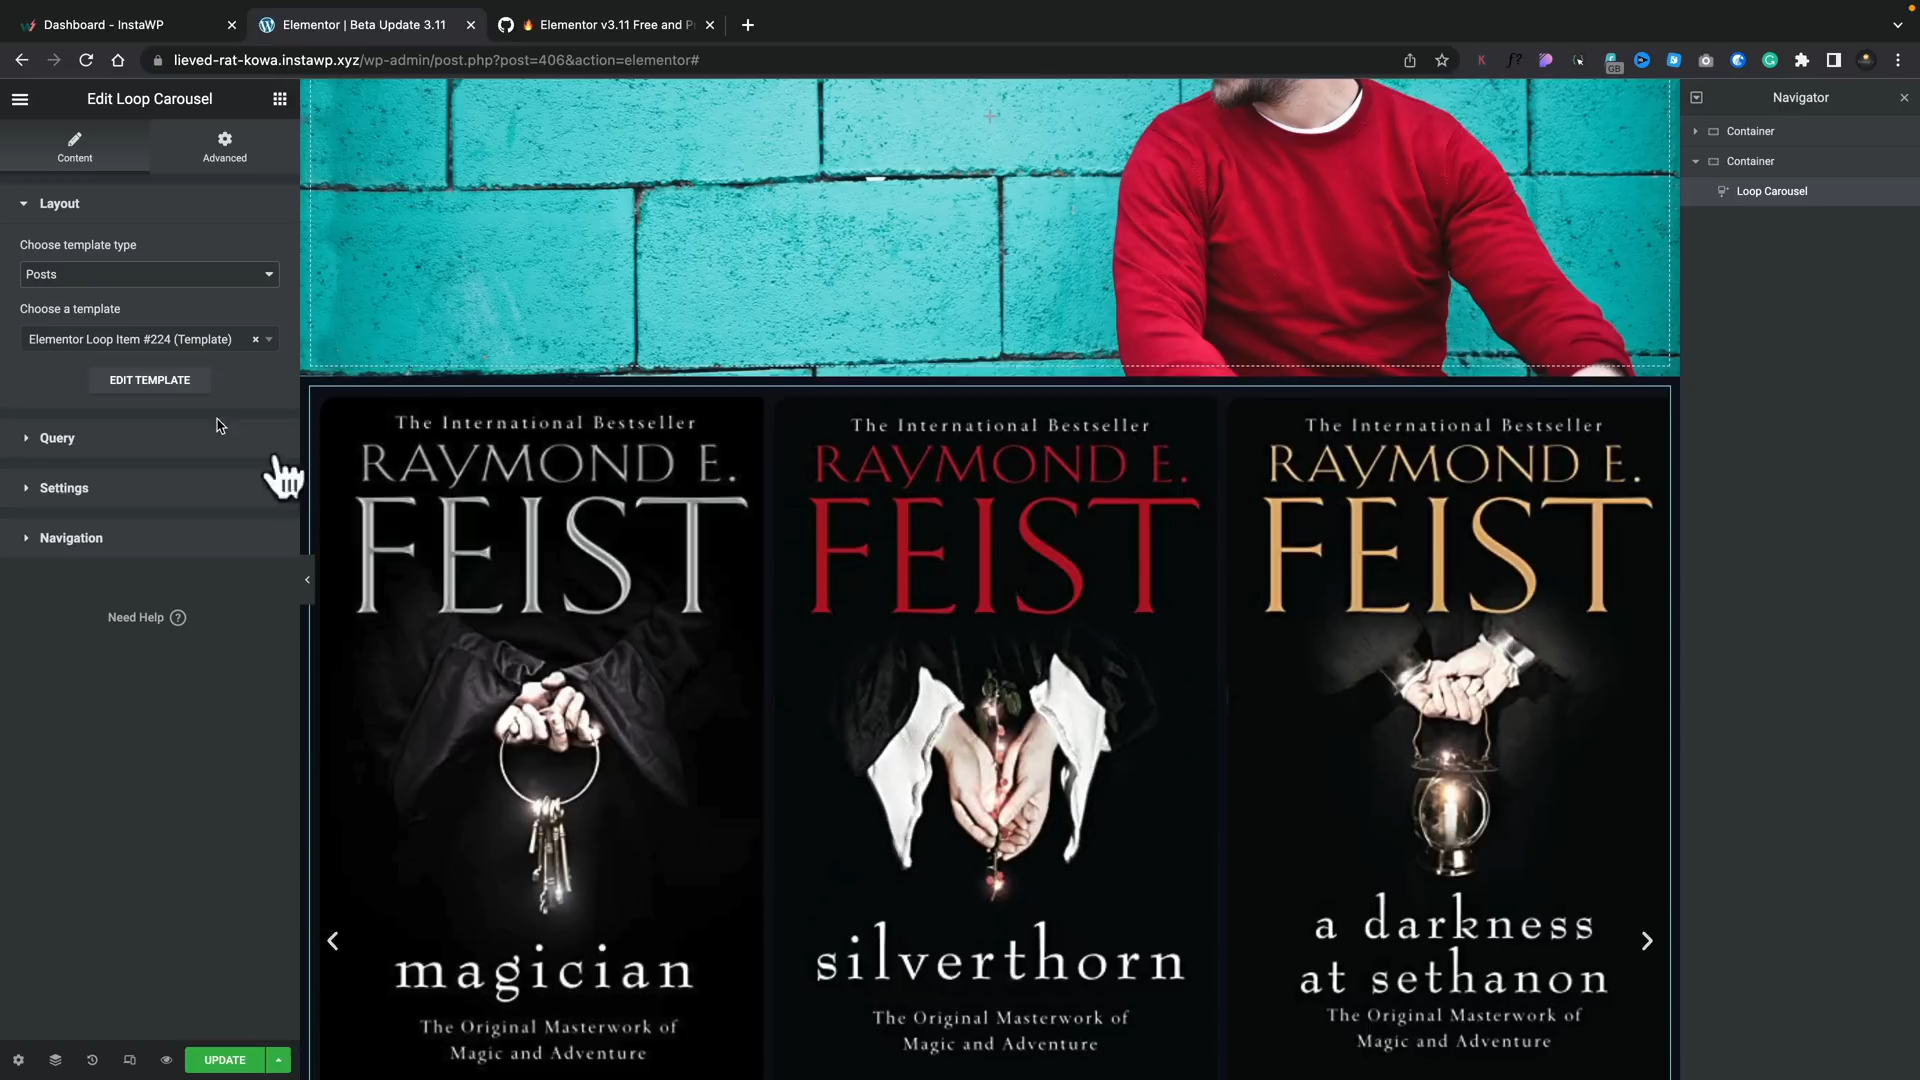 Dashboard - InstaWP
Elementor | Beta Update 3.11
Elementor v3.11 Free and P
lieved-rat-kowa.instawp.xyz/wp-admin/post.php?post=406&action=elementor#
GB
Edit Loop Carousel
Content
Advanced
Layout
Choose template type
Posts
Choose a template
Elementor Loop Item #224 (Template)
EDIT TEMPLATE
Query
Settings
Navigation
Need Help
UPDATE
The International Bestseller
RAYMOND E.
FEIST
magician
The Original Masterwork of
Magic and Adventure
The International Bestseller
RAYMOND E.
FEIST
silverthorn
The Original Masterwork of
Magic and Adventure
The International Bestseller
RAYMOND E.
FEIST
a darkness
at sethanon
The Original Masterwork of
Magic and Adventure
Navigator
Container
Container
Loop Carousel